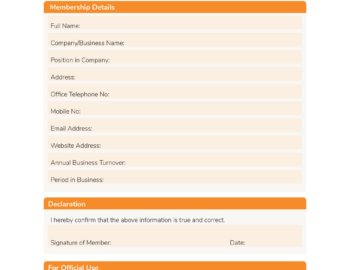 Membership Details
Full Name:
Company/Business Name:
Position in Company:
Address:
Office Telephone No:
Mobile No:
Email Address:
Website Address:
Annual Business Turnover:
Period in Business:
Declaration
I hereby confirm that the above information is true and correct.
Signature of Member: Date:
For Official Use